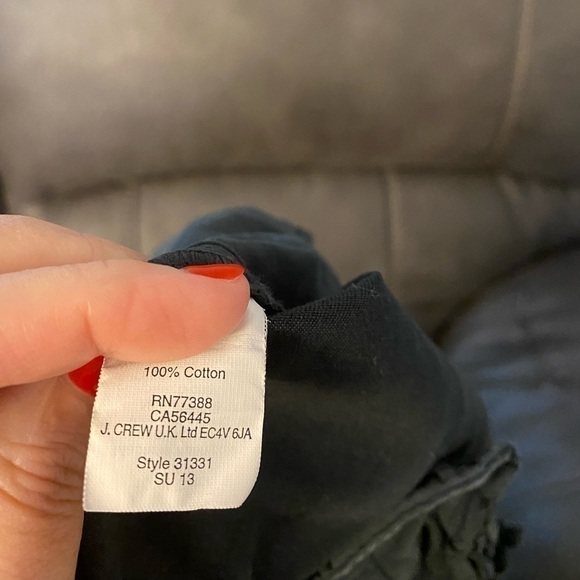 100% Cotton
RN77388
CA56445
J. CREW U.K. Ltd EC4V 6JA
Style 31331
SU 13